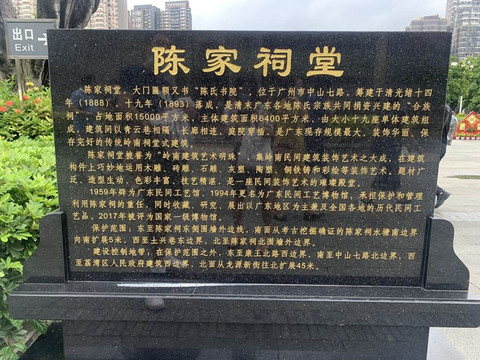 出口
Exit
陈家祠堂
陈家祠堂,大门匾额又书“陈氏书院”,位于广州市中山七路,筹建于清光绪十四
年(1888),十九年(1893)落成,是清末广东各地陈氏宗族共同捐资兴建的“合族
祠”,占地面积15000平方米,主体建筑面积6400平方米,由大小十九座单体建筑组
成,建筑间以青云巷相隔,长廊相连,庭院穿插,是广东现存规模最大、装饰华丽、保
存完好的传统岭南祠堂式建筑。
陈家祠堂被誉为“岭南建筑艺术明珠”,集岭南民间建筑装饰艺术之大成,在建筑
构件上巧妙地运用木雕、砖雕、石雕、灰塑、陶塑、铜铁铸和彩绘等装饰艺术。题材广
泛、造型生动、色彩丰富、技艺精湛,是一座民间装饰艺术的璀璨殿堂。
1959年辟为广东民间工艺馆,1994年更名为广东民间工艺博物馆,承担保护和管理
利用陈家祠的重任,同时收藏、研究、展出以广东地区为主兼及全国各地的历代民间工
艺品。2017年被评为国家一级博物馆。
保护范围:东至陈家祠东侧围墙外边线,南面从考古挖掘确证的陈家祠水塘南边界
向南扩展5米,西至土兴巷东边界,北至陈家祠北围墙外边界。
建设控制地带:在保护范围之外,东至康王北路西边界,南至中山七路北边界,西
至荔湾区人民政府建筑西边界,北面从龙源新街往北扩展45米。